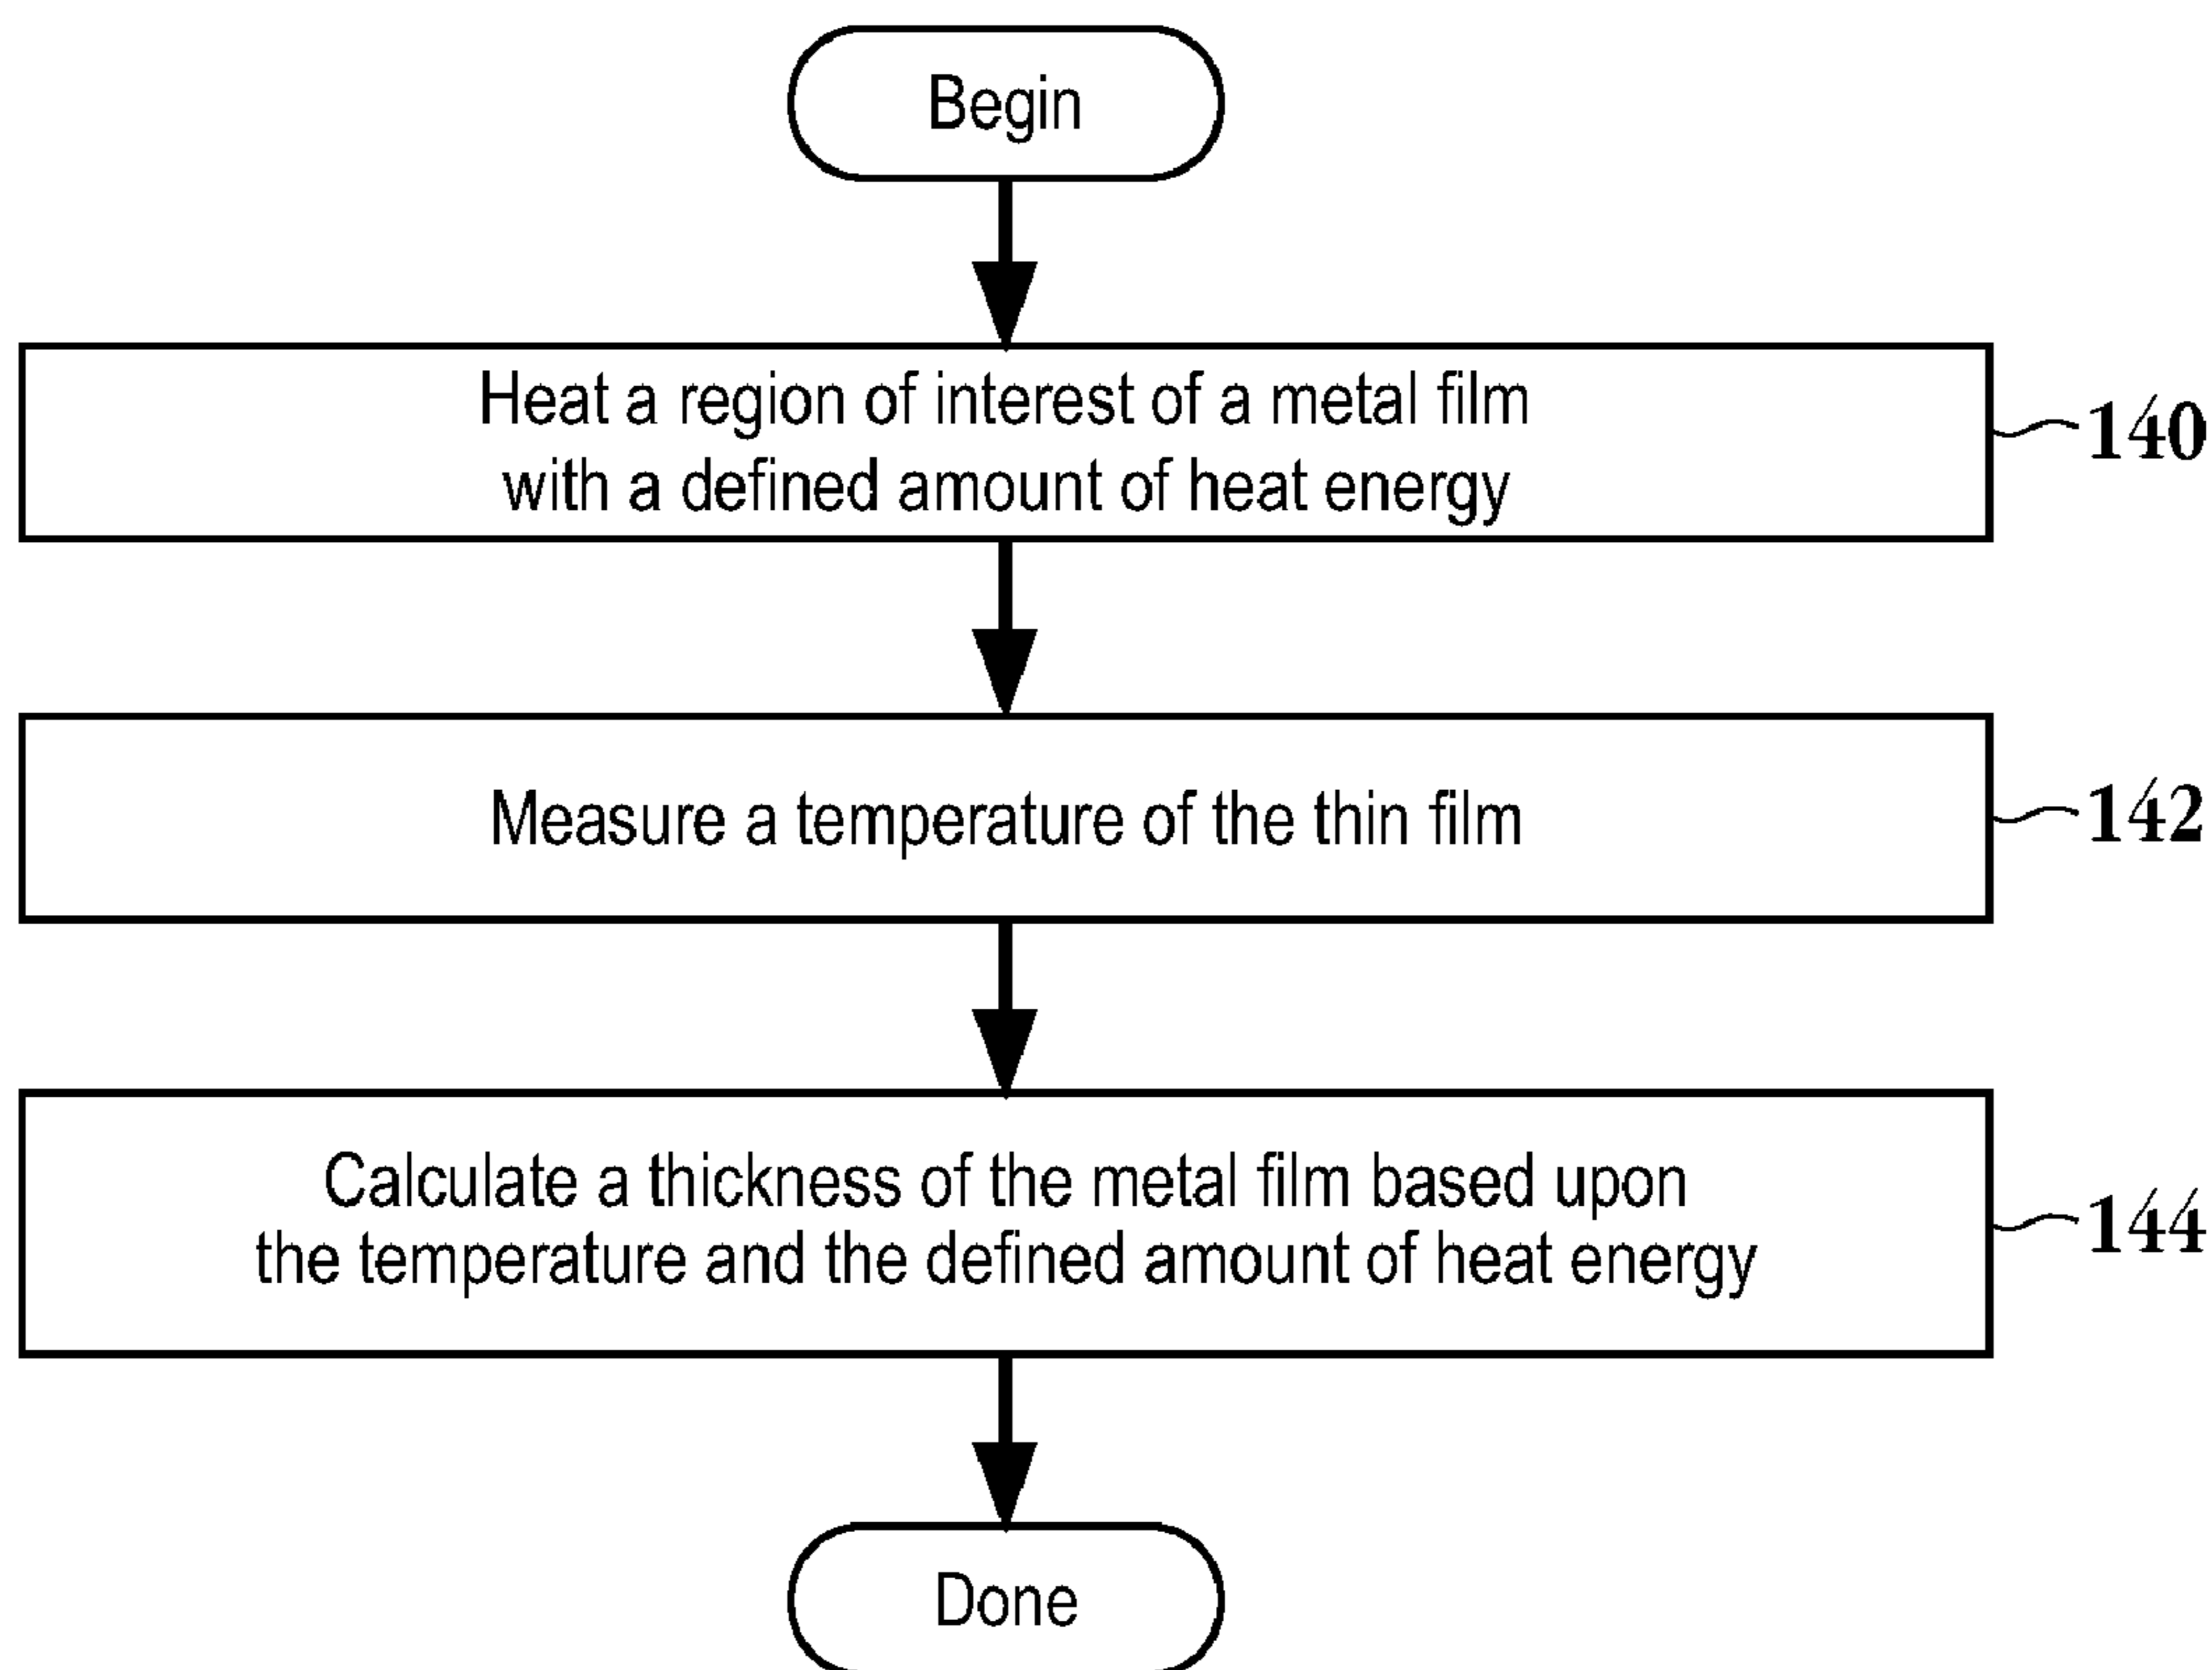 Begin
Heat a region of interest of a metal film
with a defined amount of heat energy
140
Measure a temperature of the thin film
142
Calculate a thickness of the metal film based upon
the temperature and the defined amount of heat energy
144
Done